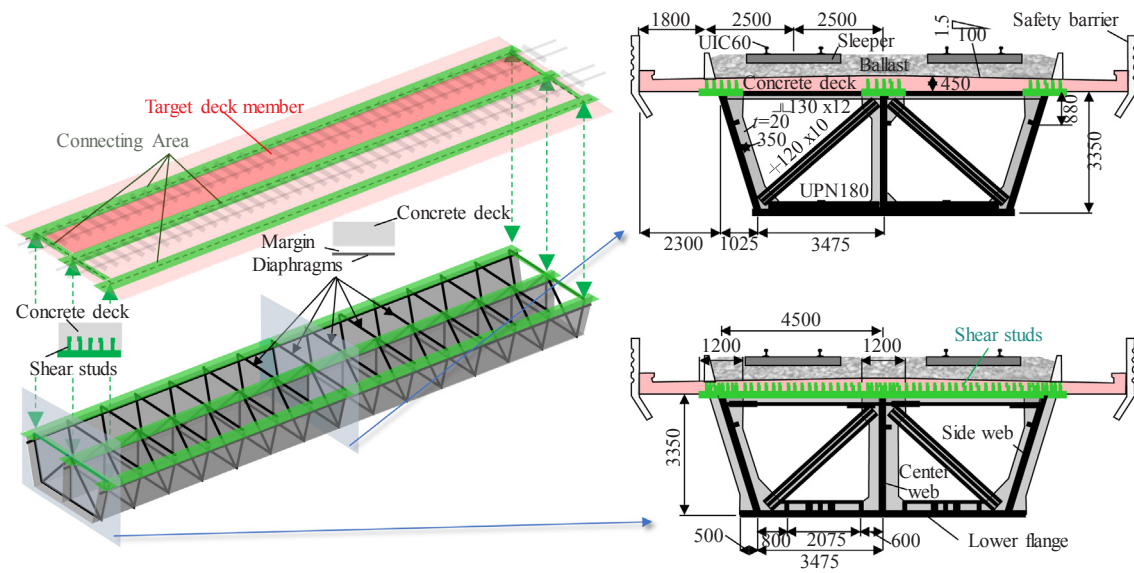 Target deck member
Connecting Area
Concrete deck
Margin
Diaphragms
Concrete deck
Shear studs
1800
2500
2500
1.5
100
Safety barrier
UIC60
Sleeper
Ballast
Concrete deck
450
130 x12
t=20
350
120 x10
880
3350
UPN180
2300
1025
3475
4500
1200
1200
Shear studs
3350
Side web
Center
web
500
800
2075
600
Lower flange
3475